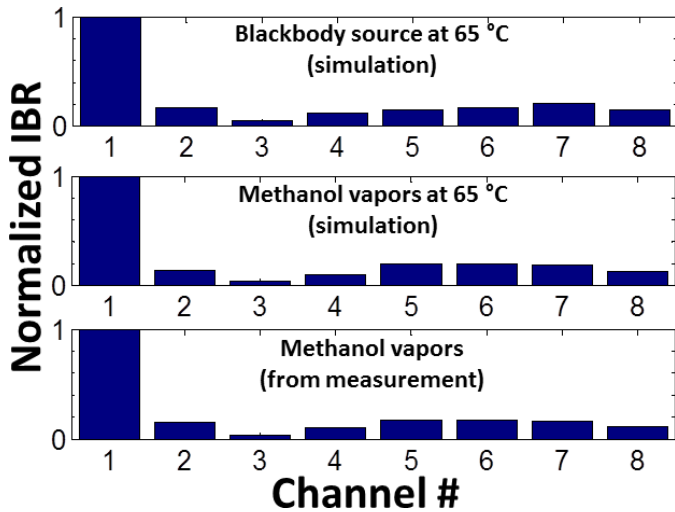 Normalized IBR
1
Blackbody source at 65 °C
(simulation)
0
1 2 3 4 5 6 7 8
1
Methanol vapors at 65 °C
(simulation)
0
1 2 3 4 5 6 7 8
1
Methanol vapors
(from measurement)
0
1 2 3 4 5 6 7 8
Channel #